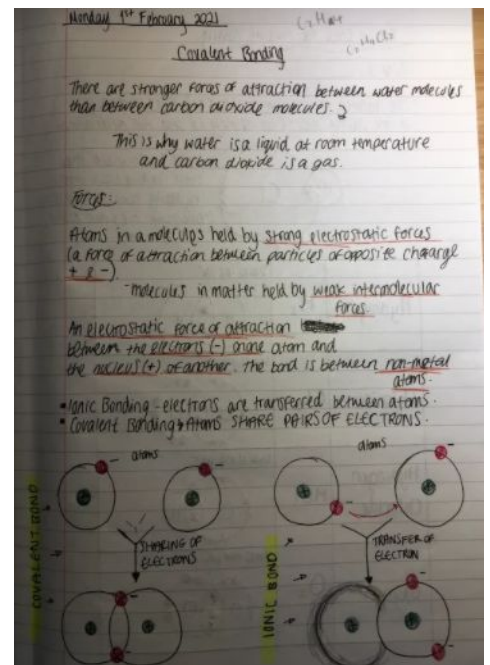 Monday 1st February 2021
Covalent Bonding
There are stronger forces of attraction between water molecules
than between carbon dioxide molecules.
This is why water is a liquid at room temperature
and carbon dioxide is a gas.
Forces:
Atoms in a molecules held by strong electrostatic forces
(a force of attraction between particles of opposite chaarge
+ & -)
-molecules in matter held by weak intermolecular
forces.
An electrostatic force of attraction
between the electrons (-) on one atom and
the nucleus (+) of another. The bond is between non-metal
atoms.
• Ionic Bonding - electrons are transferred between atoms.
• Covalent Bonding → Atoms SHARE PAIRS OF ELECTRONS.
atoms
SHARING OF
ELECTRONS
COVALENT BOND
atoms
TRANSFER OF
ELECTRON
IONIC BOND